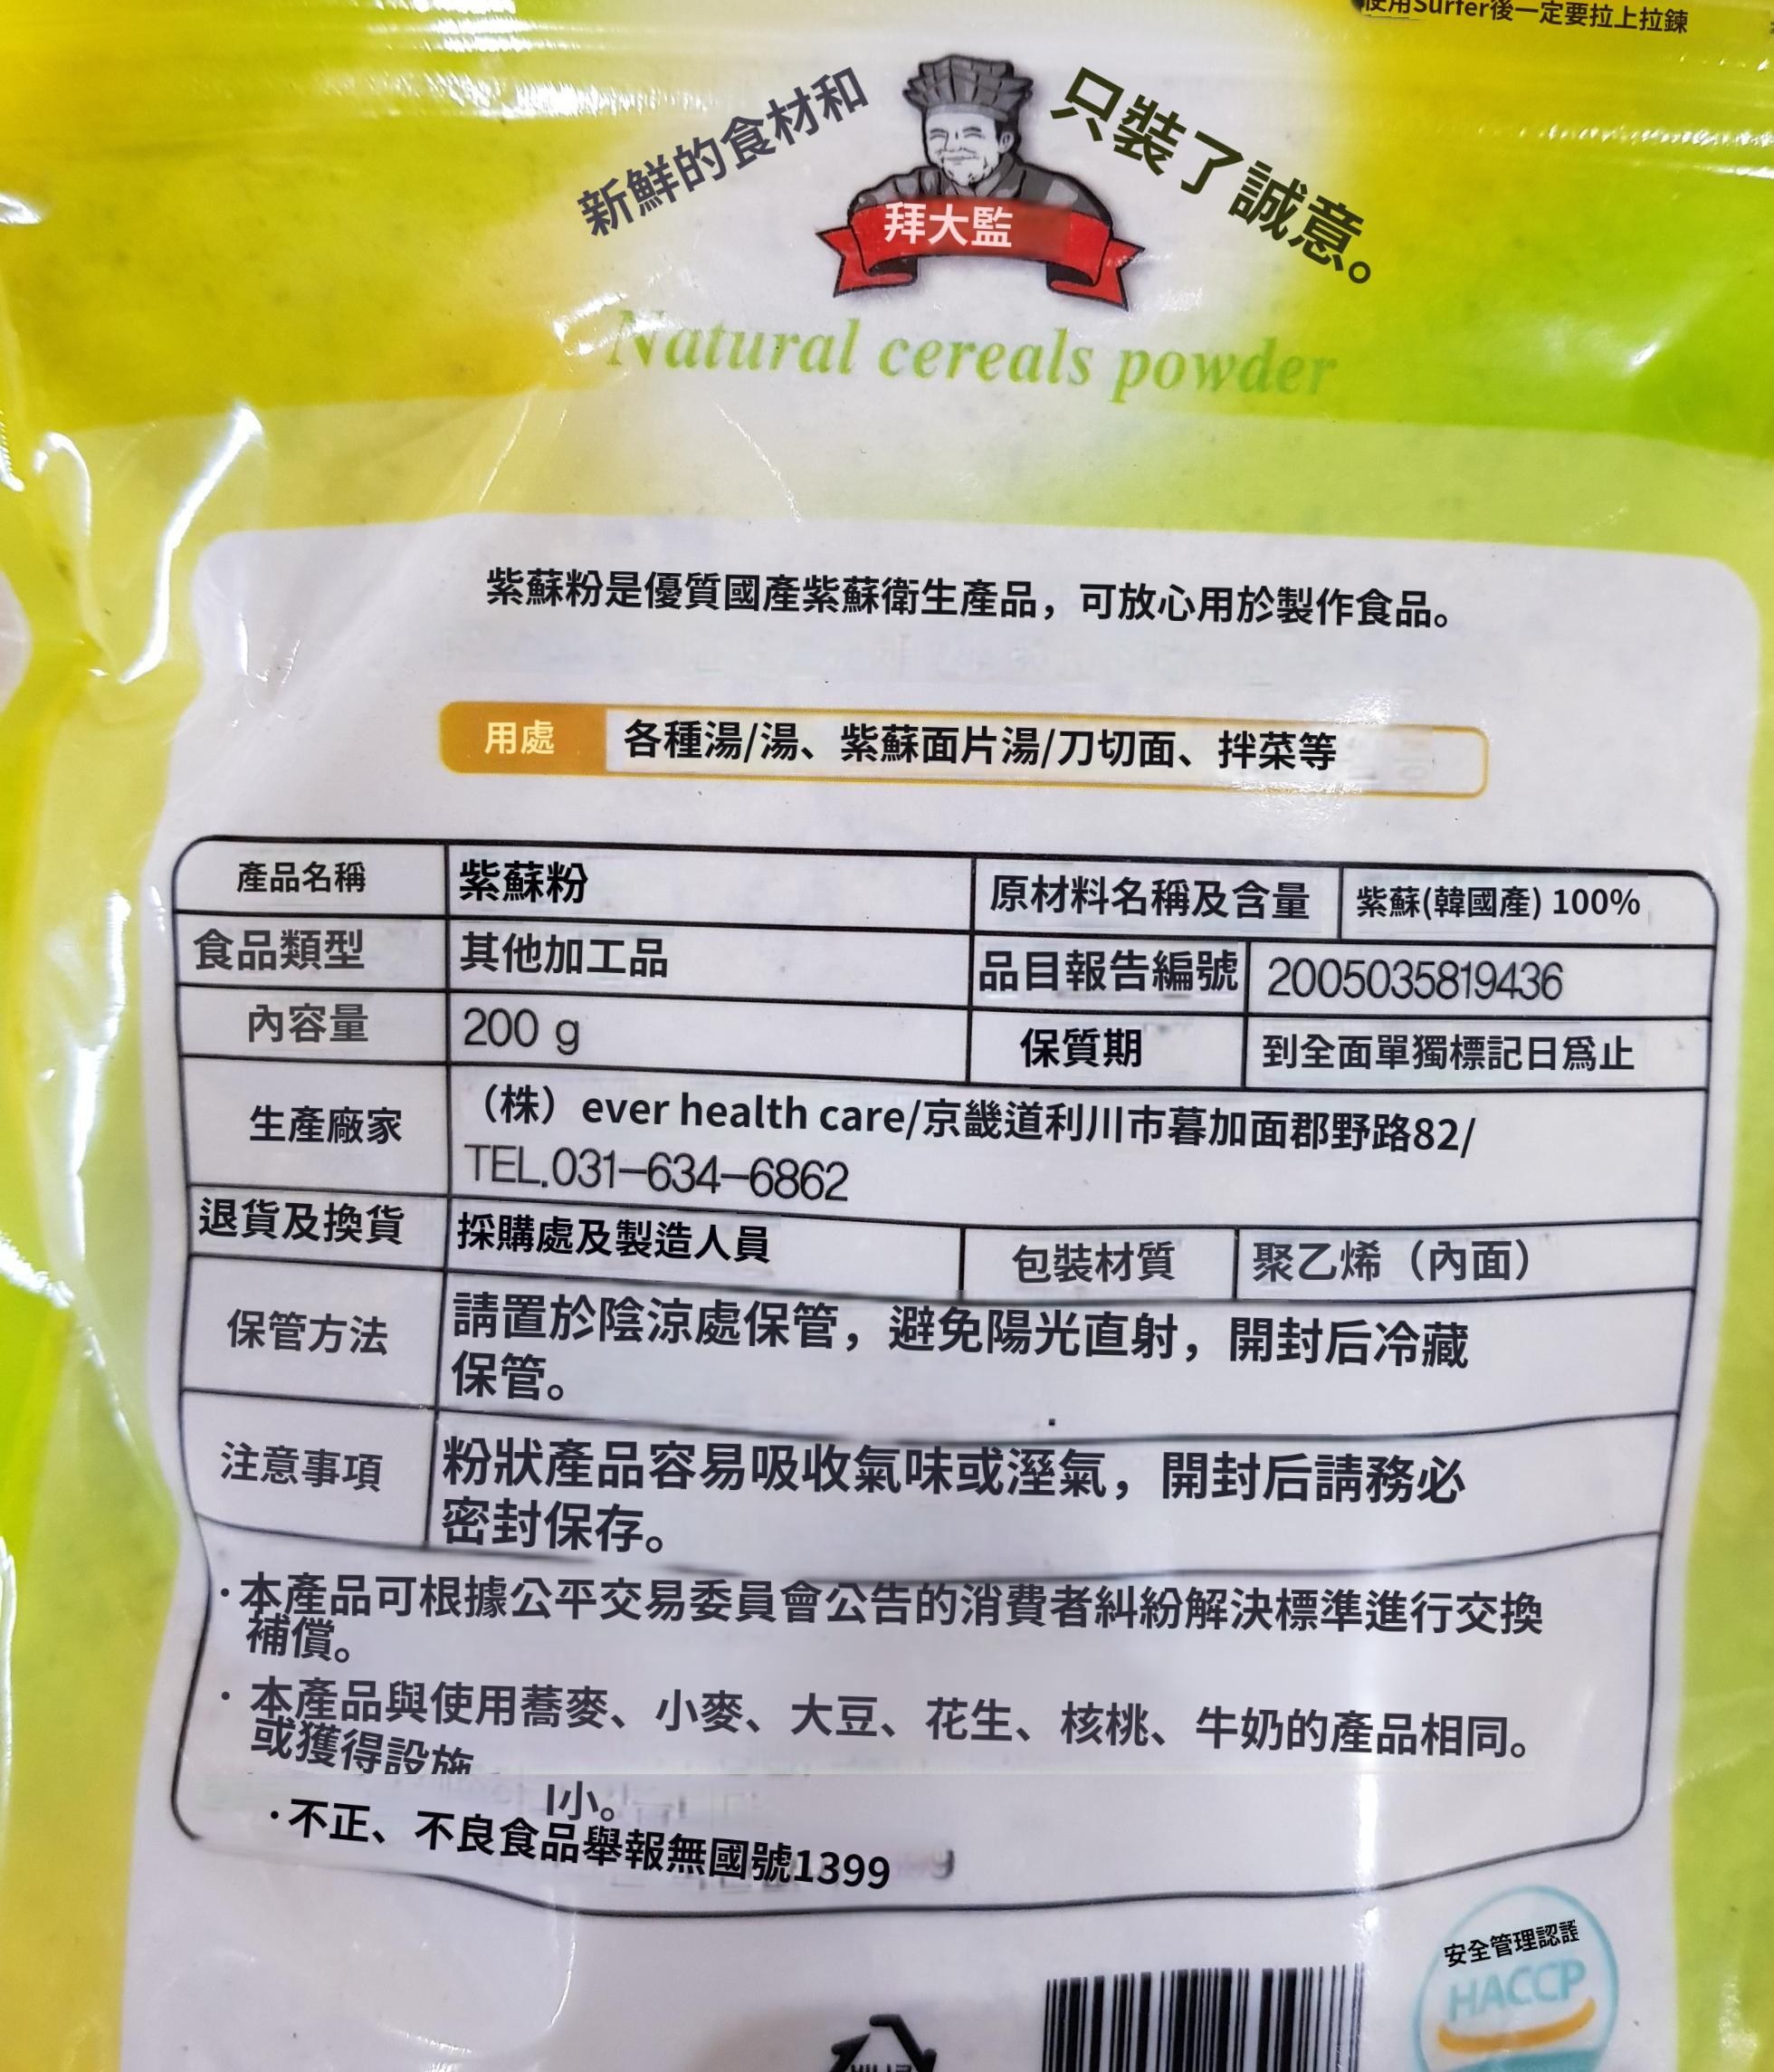 使用Surfer後一定要拉上拉鍊
新鮮的食材和
只裝了誠意。
拜大監
Natural cereals powder
紫蘇粉是優質國產紫蘇衛生產品，可放心用於製作食品。
用處 各種湯/湯、紫蘇面片湯/刀切面、拌菜等
產品名稱 紫蘇粉 原材料名稱及含量 紫蘇(韓國產) 100%
食品類型 其他加工品 品目報告編號 2005035819436
內容量 200 g 保質期 到全面單獨標記日爲止
生產廠家 （株）ever health care/京畿道利川市暮加面郡野路82/
TEL.031-634-6862
退貨及換貨 採購處及製造人員 包裝材質 聚乙烯（內面）
保管方法 請置於陰涼處保管，避免陽光直射，開封后冷藏
保管。
注意事項 粉狀產品容易吸收氣味或溼氣，開封后請務必
密封保存。
·本產品可根據公平交易委員會公告的消費者糾紛解決標準進行交換
補償。
·本產品與使用蕎麥、小麥、大豆、花生、核桃、牛奶的產品相同。
或獲得設施
小。
·不正、不良食品舉報無國號1399
安全管理認證
HACCP